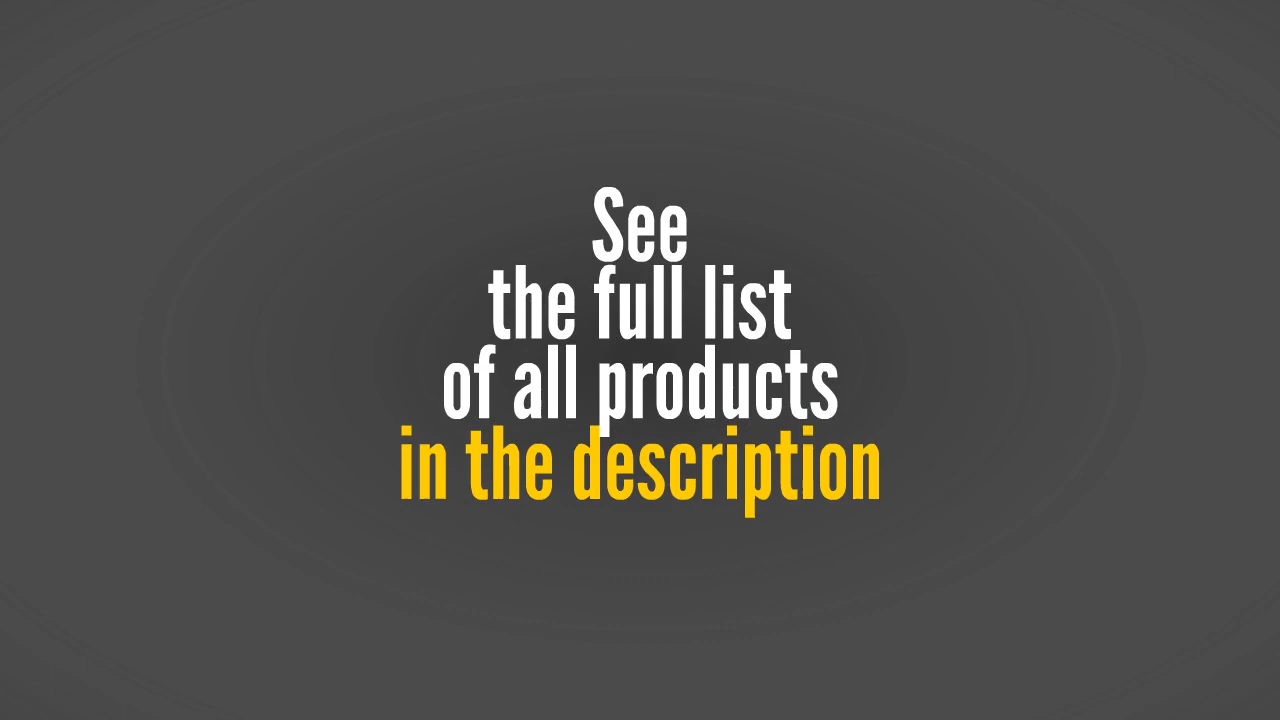 See
the full list
of all products
in the description